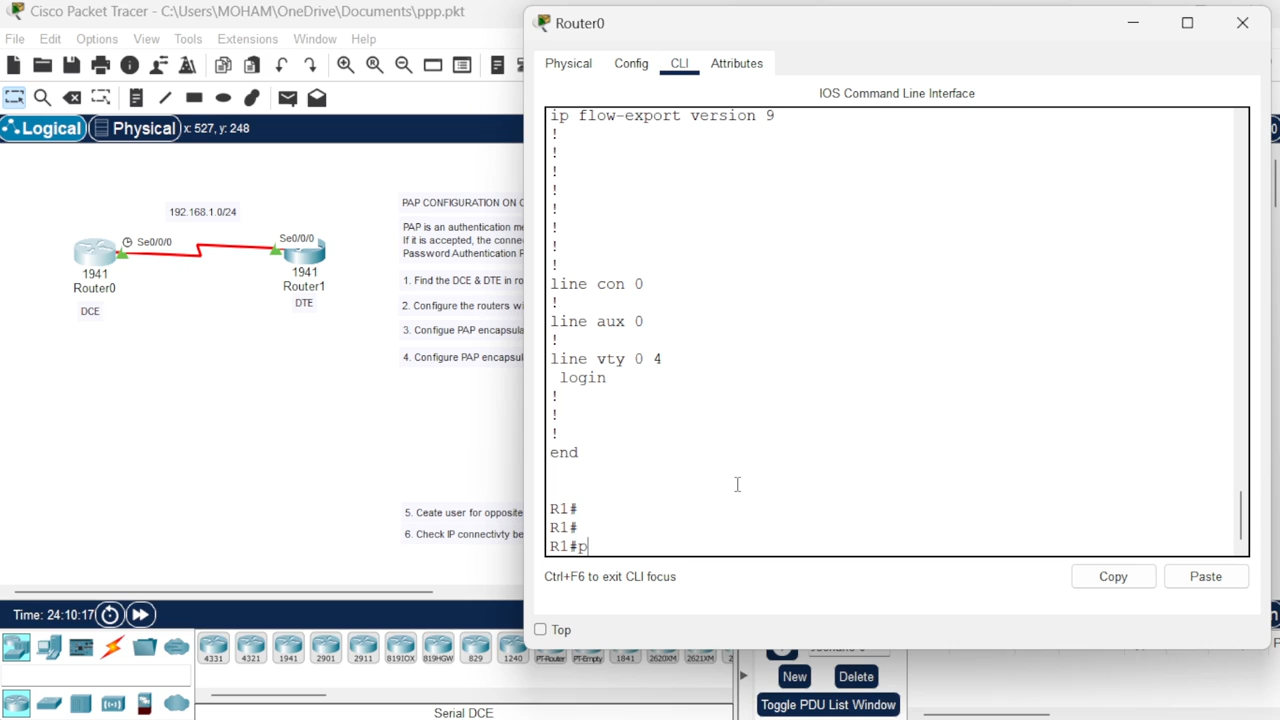 Cisco Packet Tracer - C:\Users\MOHAM\OneDrive\Documents\ppp.pkt
File Edit Options View Tools Extensions Window Help
Logical Physical x: 527, y: 248
192.168.1.0/24
Se0/0/0
Se0/0/0
1941
Router0
DCE
1941
Router1
DTE
PAP CONFIGURATION ON
PAP is an authentication
If it is accepted, the
Password Authentication
1. Find the DCE & DTE in
2. Configure the routers
3. Configue PAP
4. Configure PAP
5. Ceate user for opposite
6. Check IP connectivty
Time: 24:10:17
4331 4321 1941 2901 2911 819IOX 819HGW 829 1240 PT-Router PT-Empty 1841 2620XM 2621XM
Serial DCE
Router0
Physical Config CLI Attributes
IOS Command Line Interface
ip flow-export version 9
!
!
!
!
!
!
!
!
line con 0
!
line aux 0
!
line vty 0 4
login
!
!
!
end
R1#
R1#
R1#p
Ctrl+F6 to exit CLI focus
Copy Paste
Top
New Delete
Toggle PDU List Window